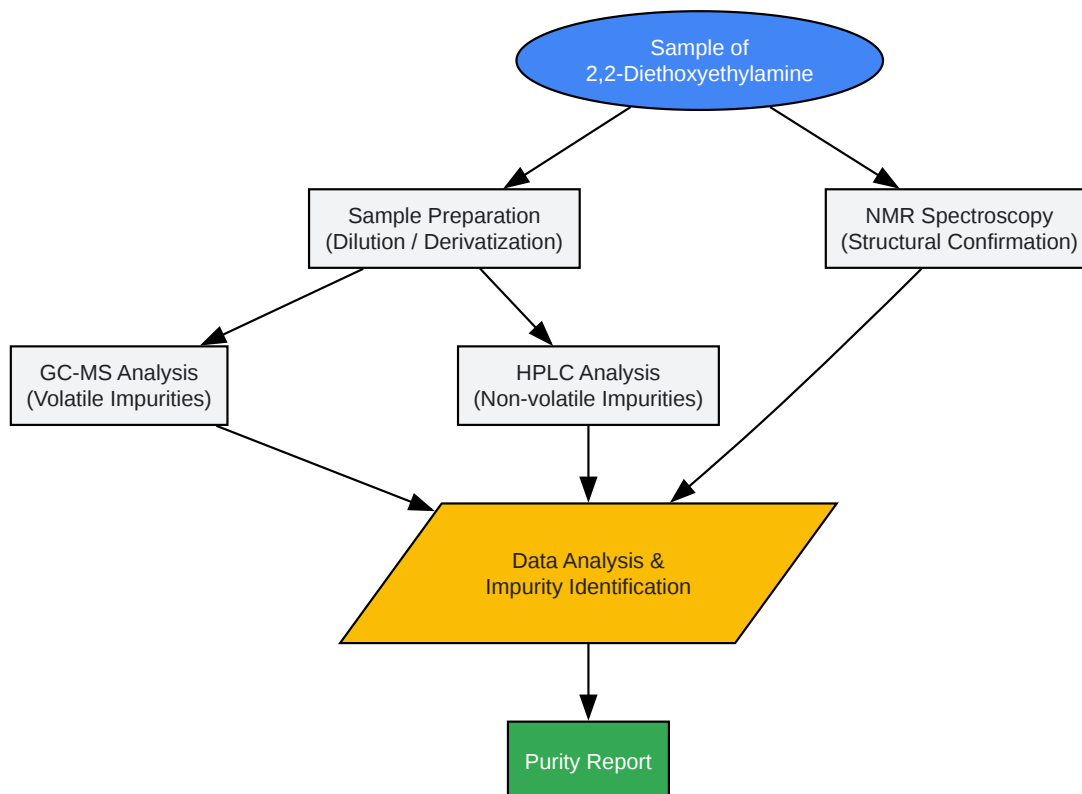 Sample of
2,2-Diethoxyethylamine
Sample Preparation
(Dilution / Derivatization)
NMR Spectroscopy
(Structural Confirmation)
GC-MS Analysis
(Volatile Impurities)
HPLC Analysis
(Non-volatile Impurities)
Data Analysis &
Impurity Identification
Purity Report